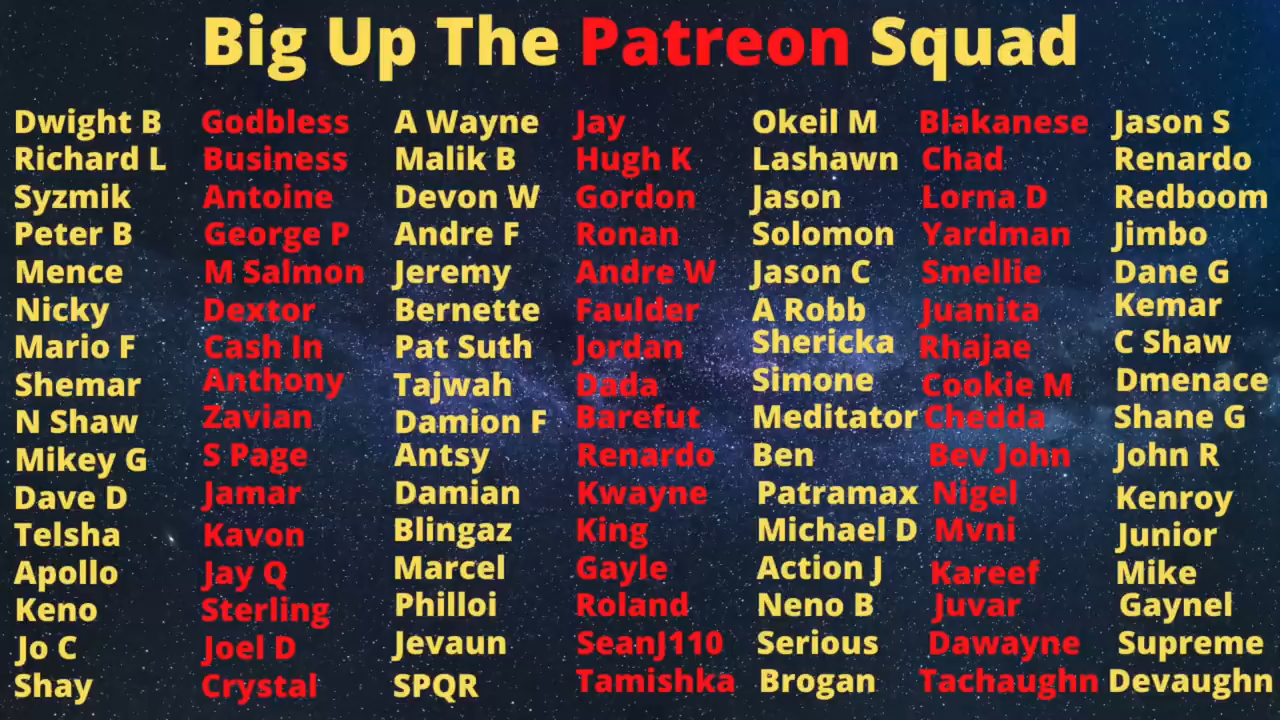 Big Up The Patreon Squad
Dwight B Godbless A Wayne Jay Okeil M Blakanese Jason S
Richard L Business Malik B Hugh K Lashawn Chad Renardo
Syzmik Antoine Devon W Gordon Jason Lorna D Redboom
Peter B George P Andre F Ronan Solomon Yardman Jimbo
Mence M Salmon Jeremy Andre W Jason C Smellie Dane G
Nicky Dextor Bernette Faulder A Robb Juanita Kemar
Mario F Cash In Pat Suth Jordan Shericka Rhajae C Shaw
Shemar Anthony Tajwah Dada Simone Cookie M Dmenace
N Shaw Zavian Damion F Barefut Meditator Chedda Shane G
Mikey G S Page Antsy Renardo Ben Bev John John R
Dave D Jamar Damian Kwayne Patramax Nigel Kenroy
Telsha Kavon Blingaz King Michael D Mvni Junior
Apollo Jay Q Marcel Gayle Action J Kareef Mike
Keno Sterling Philloi Roland Neno B Juvar Gaynel
Jo C Joel D Jevaun SeanJ110 Serious Dawayne Supreme
Shay Crystal SPQR Tamishka Brogan Tachaughn Devaughn